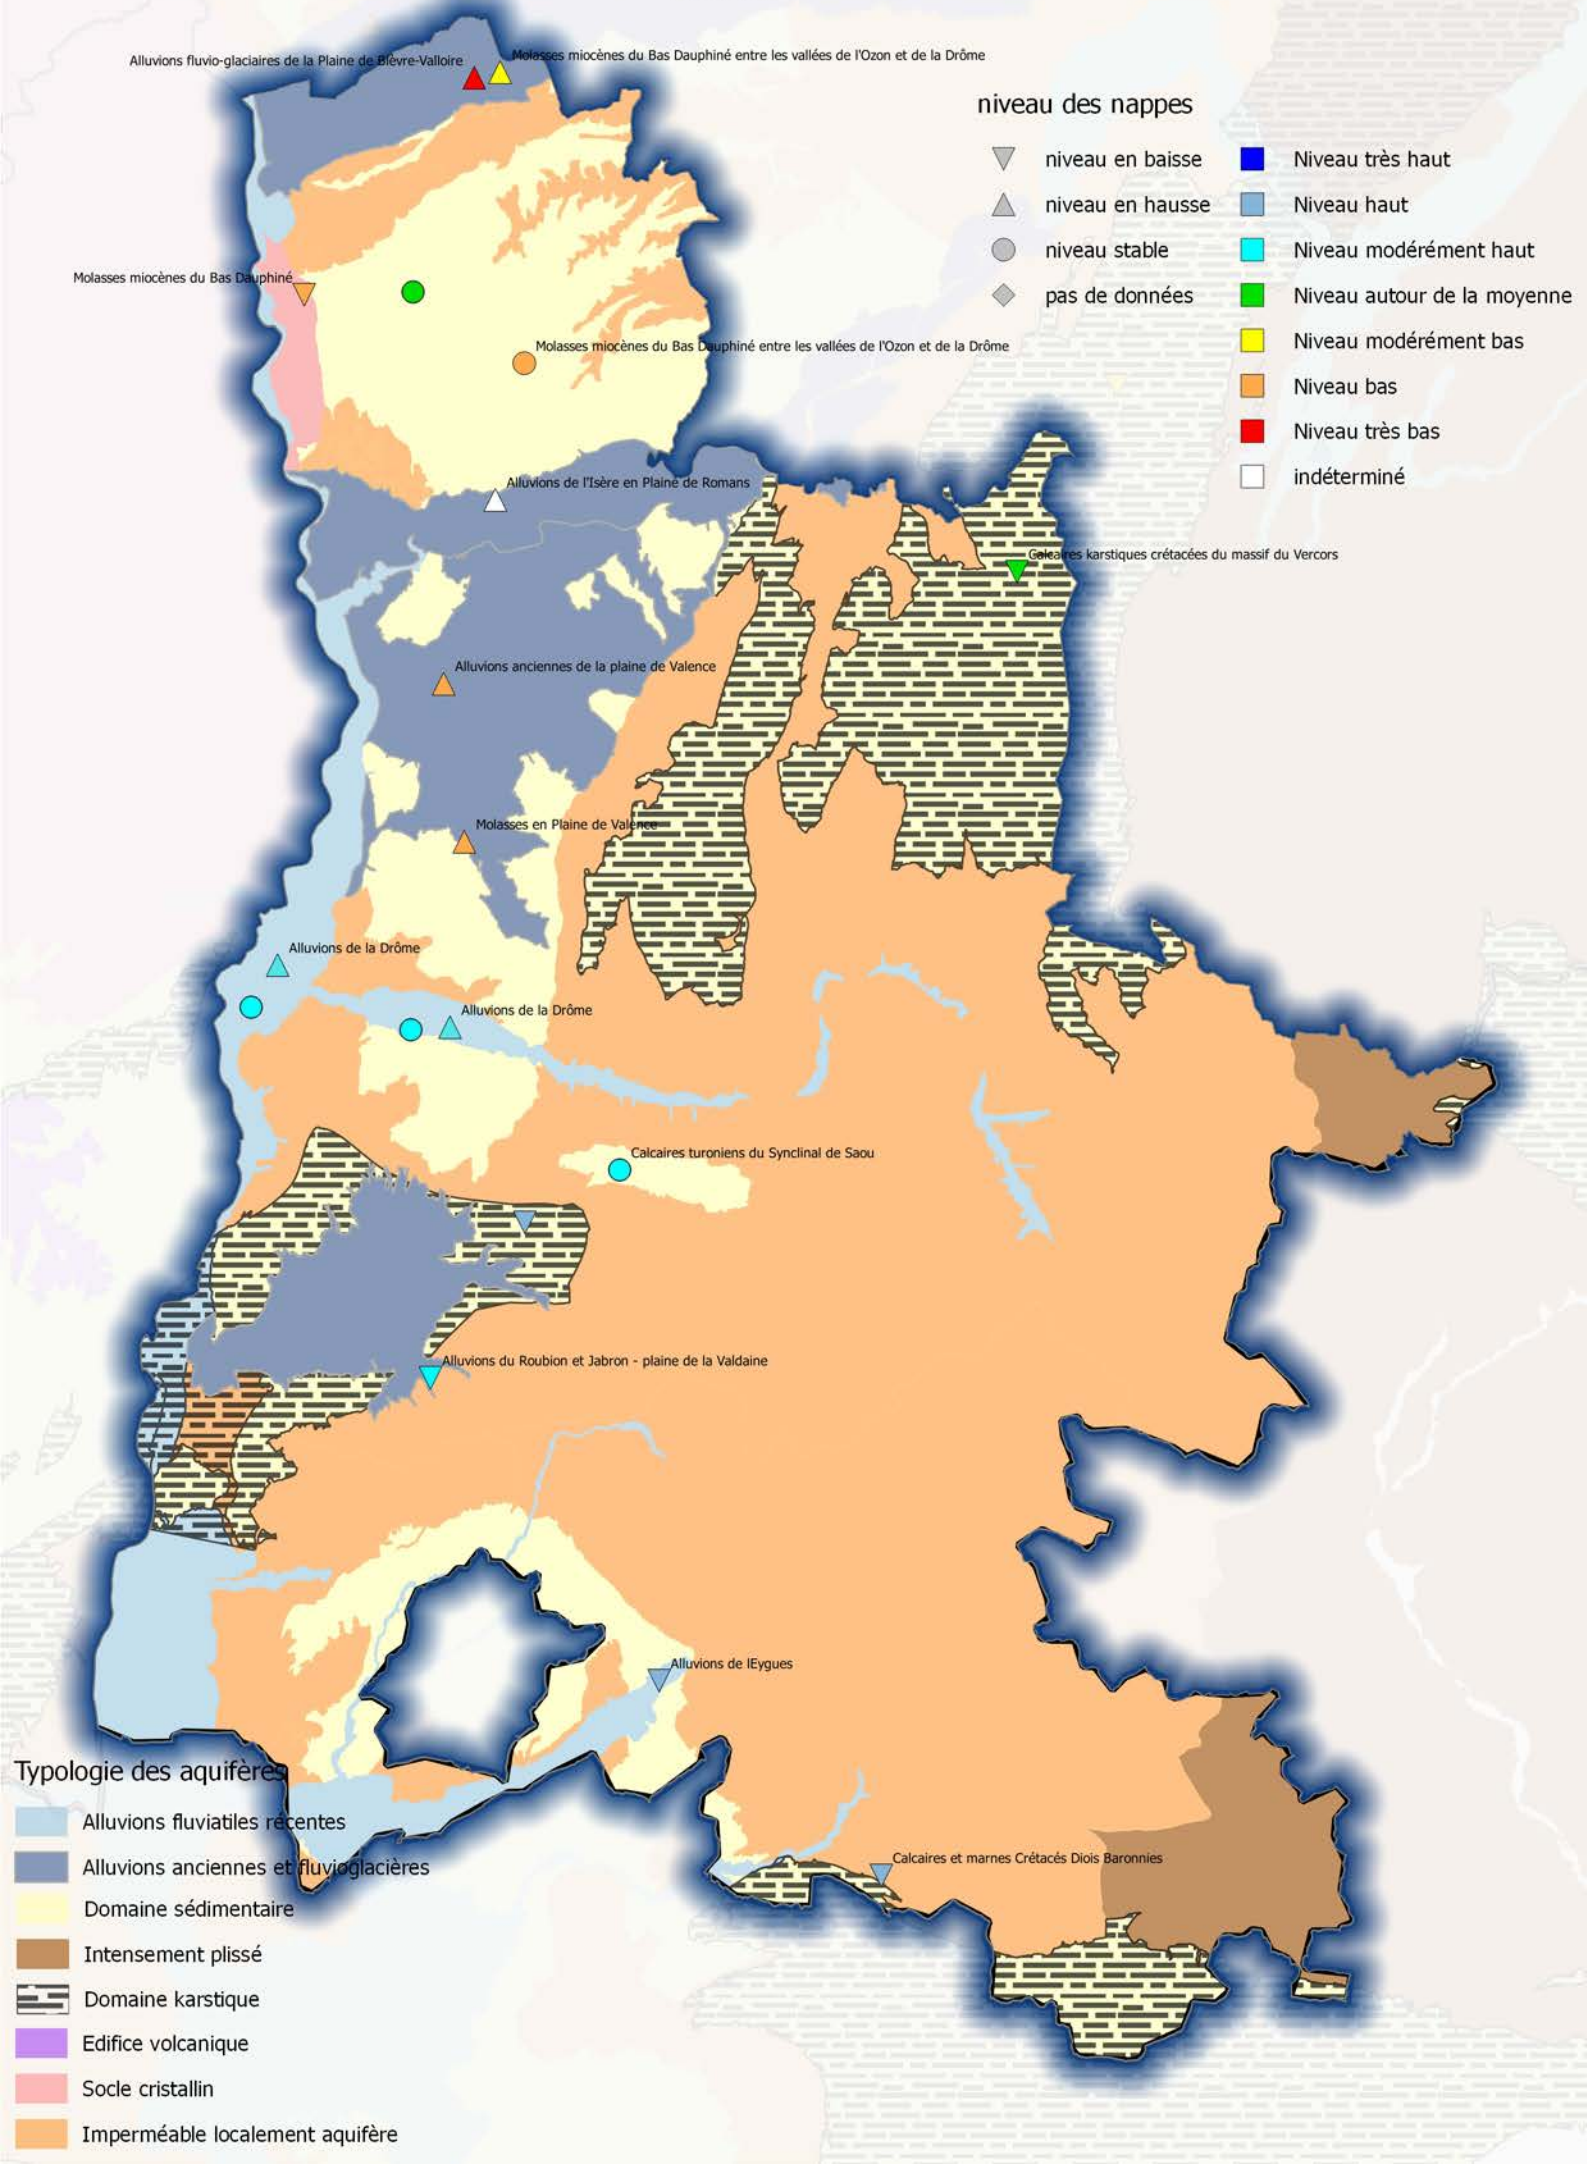 Alluvions fluvio-glaciaires de la Plaine de Bièvre-Valloire
Molasses miocènes du Bas Dauphiné entre les vallées de l'Ozon et de la Drôme
niveau des nappes
niveau en baisse
Niveau très haut
niveau en hausse
Niveau haut
niveau stable
Niveau modérément haut
pas de données
Niveau autour de la moyenne
Niveau modérément bas
Niveau bas
Niveau très bas
indéterminé
Molasses miocènes du Bas Dauphiné
Molasses miocènes du Bas Dauphiné entre les vallées de l'Ozon et de la Drôme
Alluvions de l'Isère en Plaine de Romans
Calcaires karstiques crétacées du massif du Vercors
Alluvions anciennes de la plaine de Valence
Molasses en Plaine de Valence
Alluvions de la Drôme
Alluvions de la Drôme
Calcaires turoniens du Synclinal de Saou
Alluvions du Roubion et Jabron - plaine de la Valdaine
Alluvions de lEygues
Calcaires et marnes Crétacés Diois Baronnies
Typologie des aquifères
Alluvions fluviatiles récentes
Alluvions anciennes et fluvioglacières
Domaine sédimentaire
Intensement plissé
Domaine karstique
Edifice volcanique
Socle cristallin
Imperméable localement aquifère